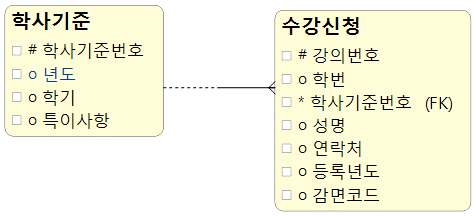 학사기준
# 학사기준번호
o 년도
o 학기
o 특이사항
수강신청
# 강의번호
o 학번
* 학사기준번호 (FK)
o 성명
o 연락처
o 등록년도
o 감면코드